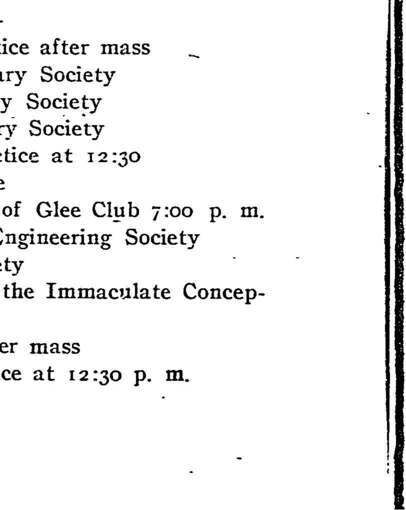 tice after mass
ary Society
y Society
ry Society
ctice at 12:30
e
of Glee Club 7:00 p. m.
Engineering Society
ety
the Immaculate Concep-
er mass
ce at 12:30 p. m.